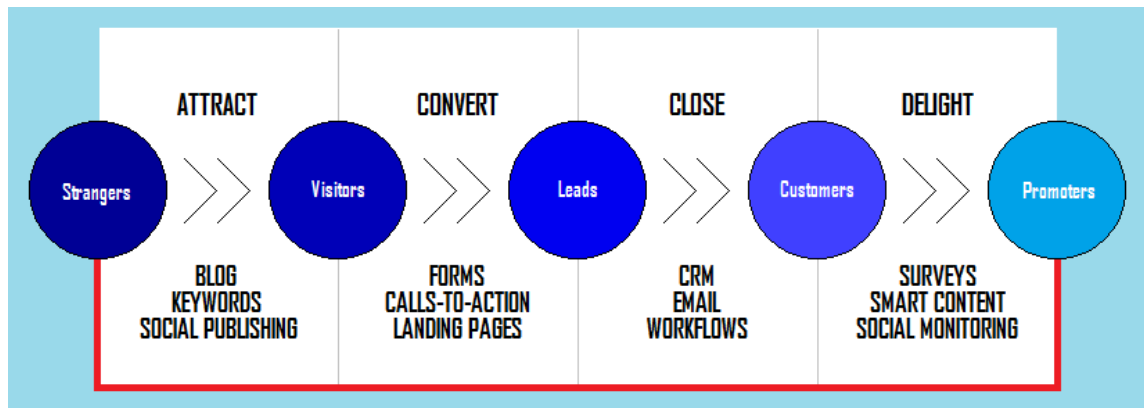 ATTRACT
CONVERT
CLOSE
DELIGHT
Strangers
Visitors
Leads
Customers
Promoters
BLOG
KEYWORDS
SOCIAL PUBLISHING
FORMS
CALLS-TO-ACTION
LANDING PAGES
CRM
EMAIL
WORKFLOWS
SURVEYS
SMART CONTENT
SOCIAL MONITORING